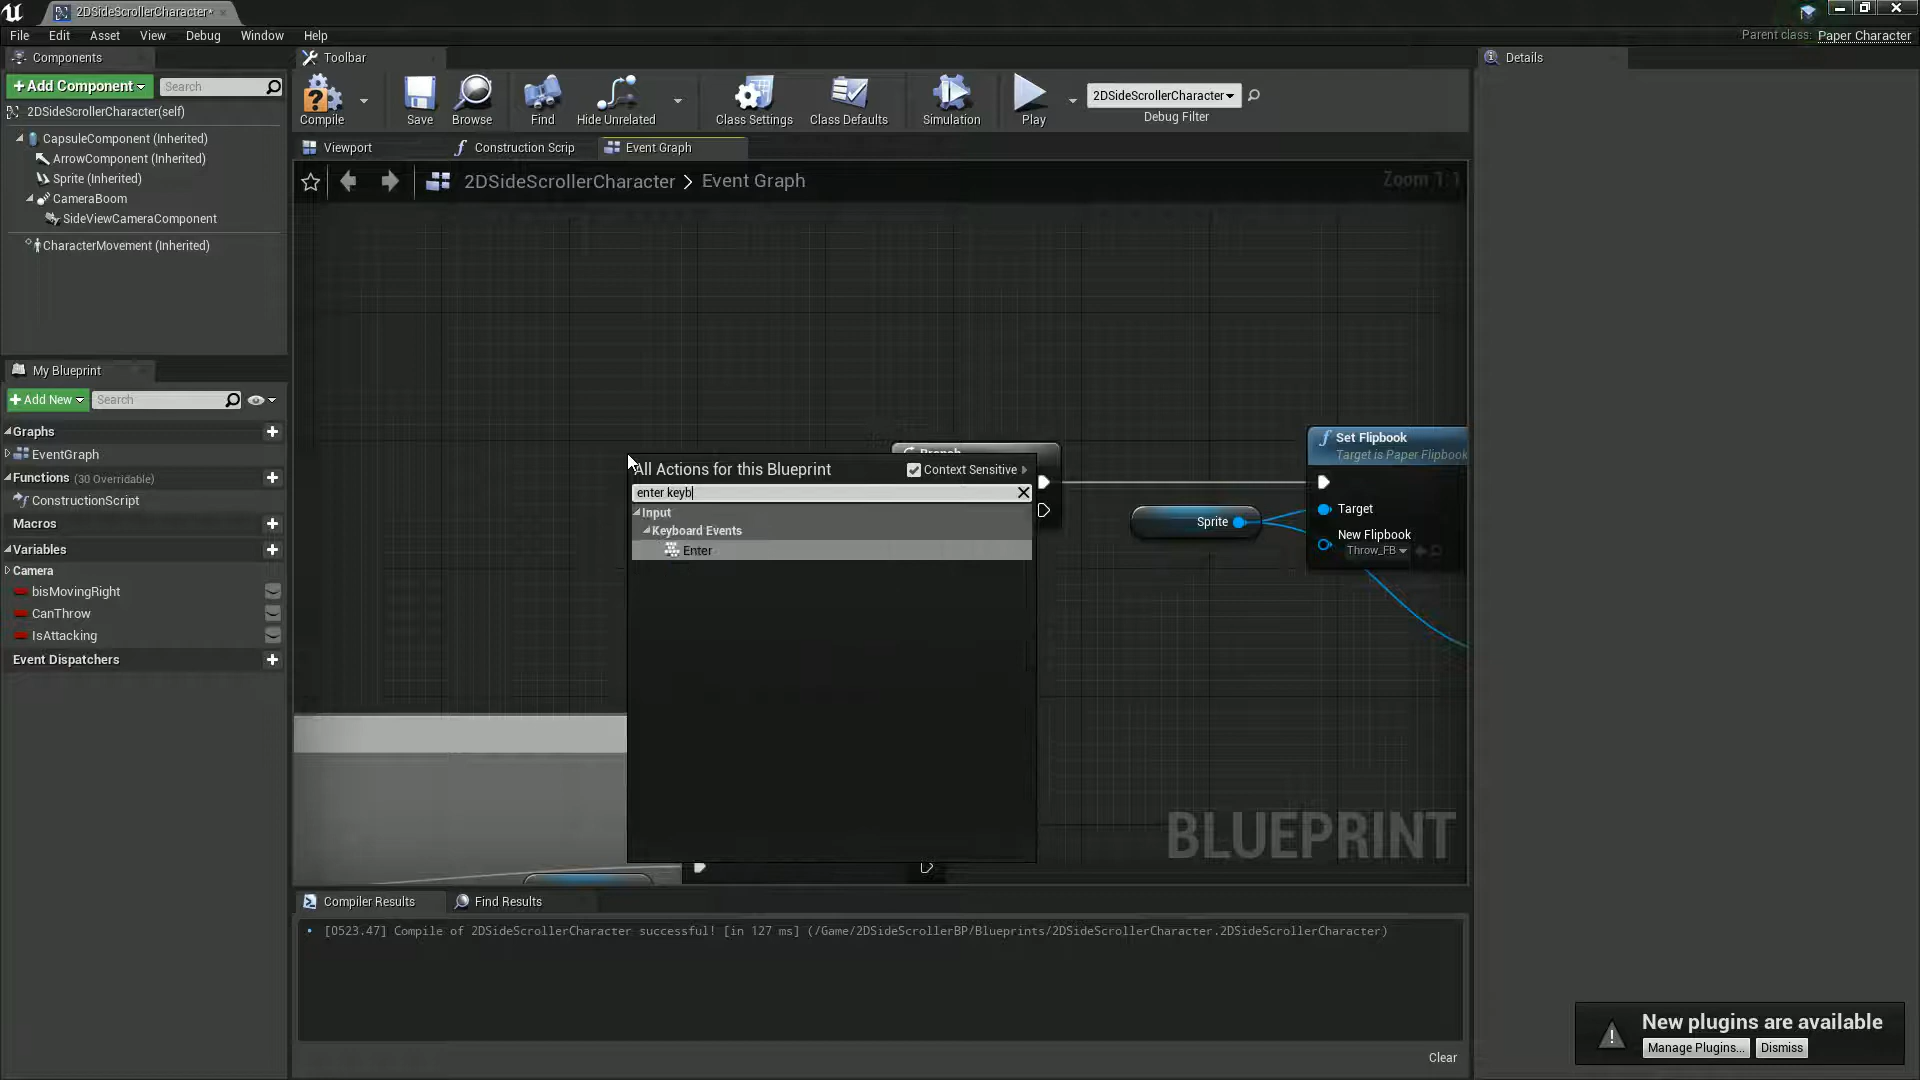 2DSideScrollerCharacter*
File Edit Asset View Debug Window Help
Parent class: Paper Character
Components
+Add Component
Search
2DSideScrollerCharacter(self)
CapsuleComponent (Inherited)
ArrowComponent (Inherited)
Sprite (Inherited)
CameraBoom
SideViewCameraComponent
CharacterMovement (Inherited)
My Blueprint
+Add New
Search
Graphs
EventGraph
Functions (30 Overridable)
ConstructionScript
Macros
Variables
Camera
bisMovingRight
CanThrow
IsAttacking
Event Dispatchers
Toolbar
Compile
Save
Browse
Find
Hide Unrelated
Class Settings
Class Defaults
Simulation
Play
2DSideScrollerCharacter
Debug Filter
Viewport
Construction Scrip
Event Graph
2DSideScrollerCharacter > Event Graph
Zoom 1:1
Branch
All Actions for this Blueprint
Context Sensitive
enter keyb
Input
Keyboard Events
Enter
Sprite
Set Flipbook
Target is Paper Flipbook
Target
New Flipbook
Throw_FB
BLUEPRINT
Compiler Results
Find Results
[0523.47] Compile of 2DSideScrollerCharacter successful! [in 127 ms] (/Game/2DSideScrollerBP/Blueprints/2DSideScrollerCharacter.2DSideScrollerCharacter)
Clear
Details
New plugins are available
Manage Plugins...
Dismiss